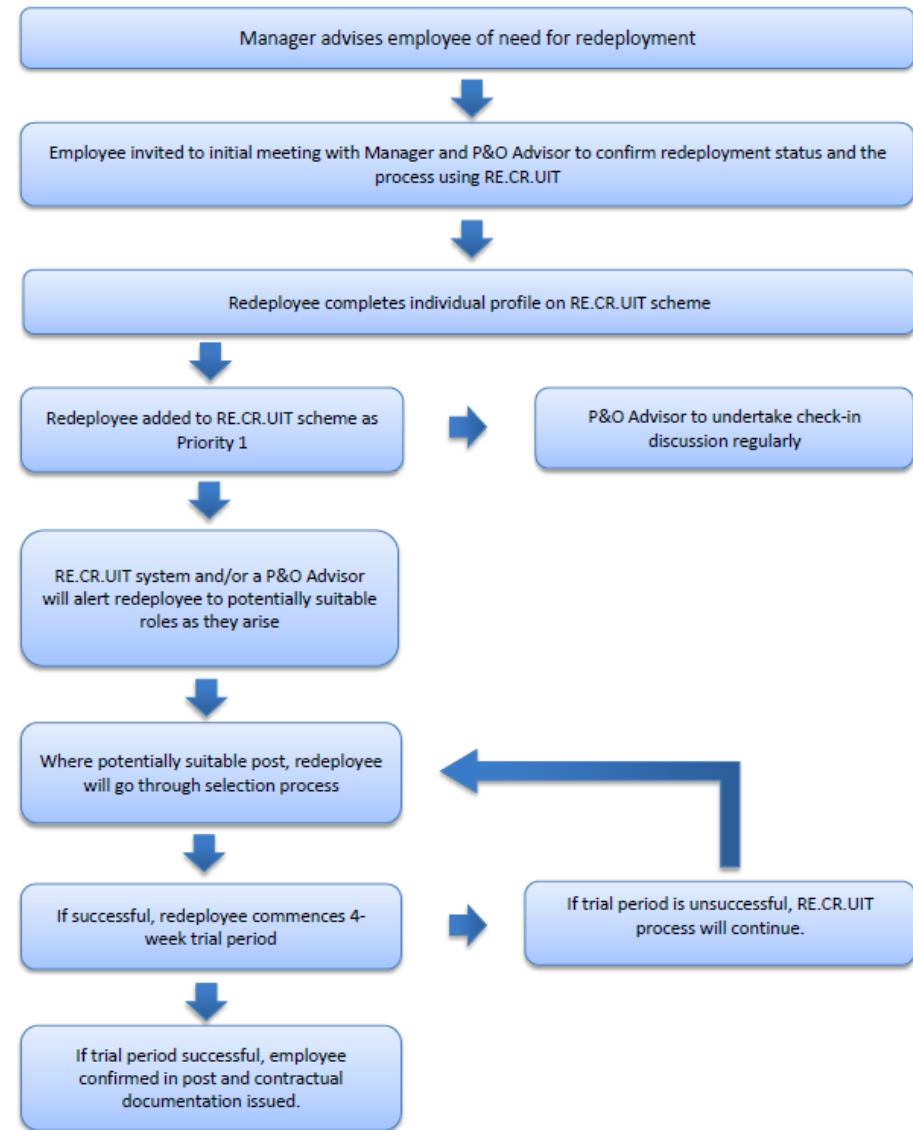 Manager advises employee of need for redeployment
Employee invited to initial meeting with Manager and P&O Advisor to confirm redeployment status and the
process using RE.CR.UIT
Redeployee completes individual profile on RE.CR.UIT scheme
Redeployee added to RE.CR.UIT scheme as
Priority 1
P&O Advisor to undertake check-in
discussion regularly
RE.CR.UIT system and/or a P&O Advisor
will alert redeployee to potentially suitable
roles as they arise
Where potentially suitable post, redeployee
will go through selection process
If successful, redeployee commences 4-
week trial period
If trial period is unsuccessful, RE.CR.UIT
process will continue.
If trial period successful, employee
confirmed in post and contractual
documentation issued.